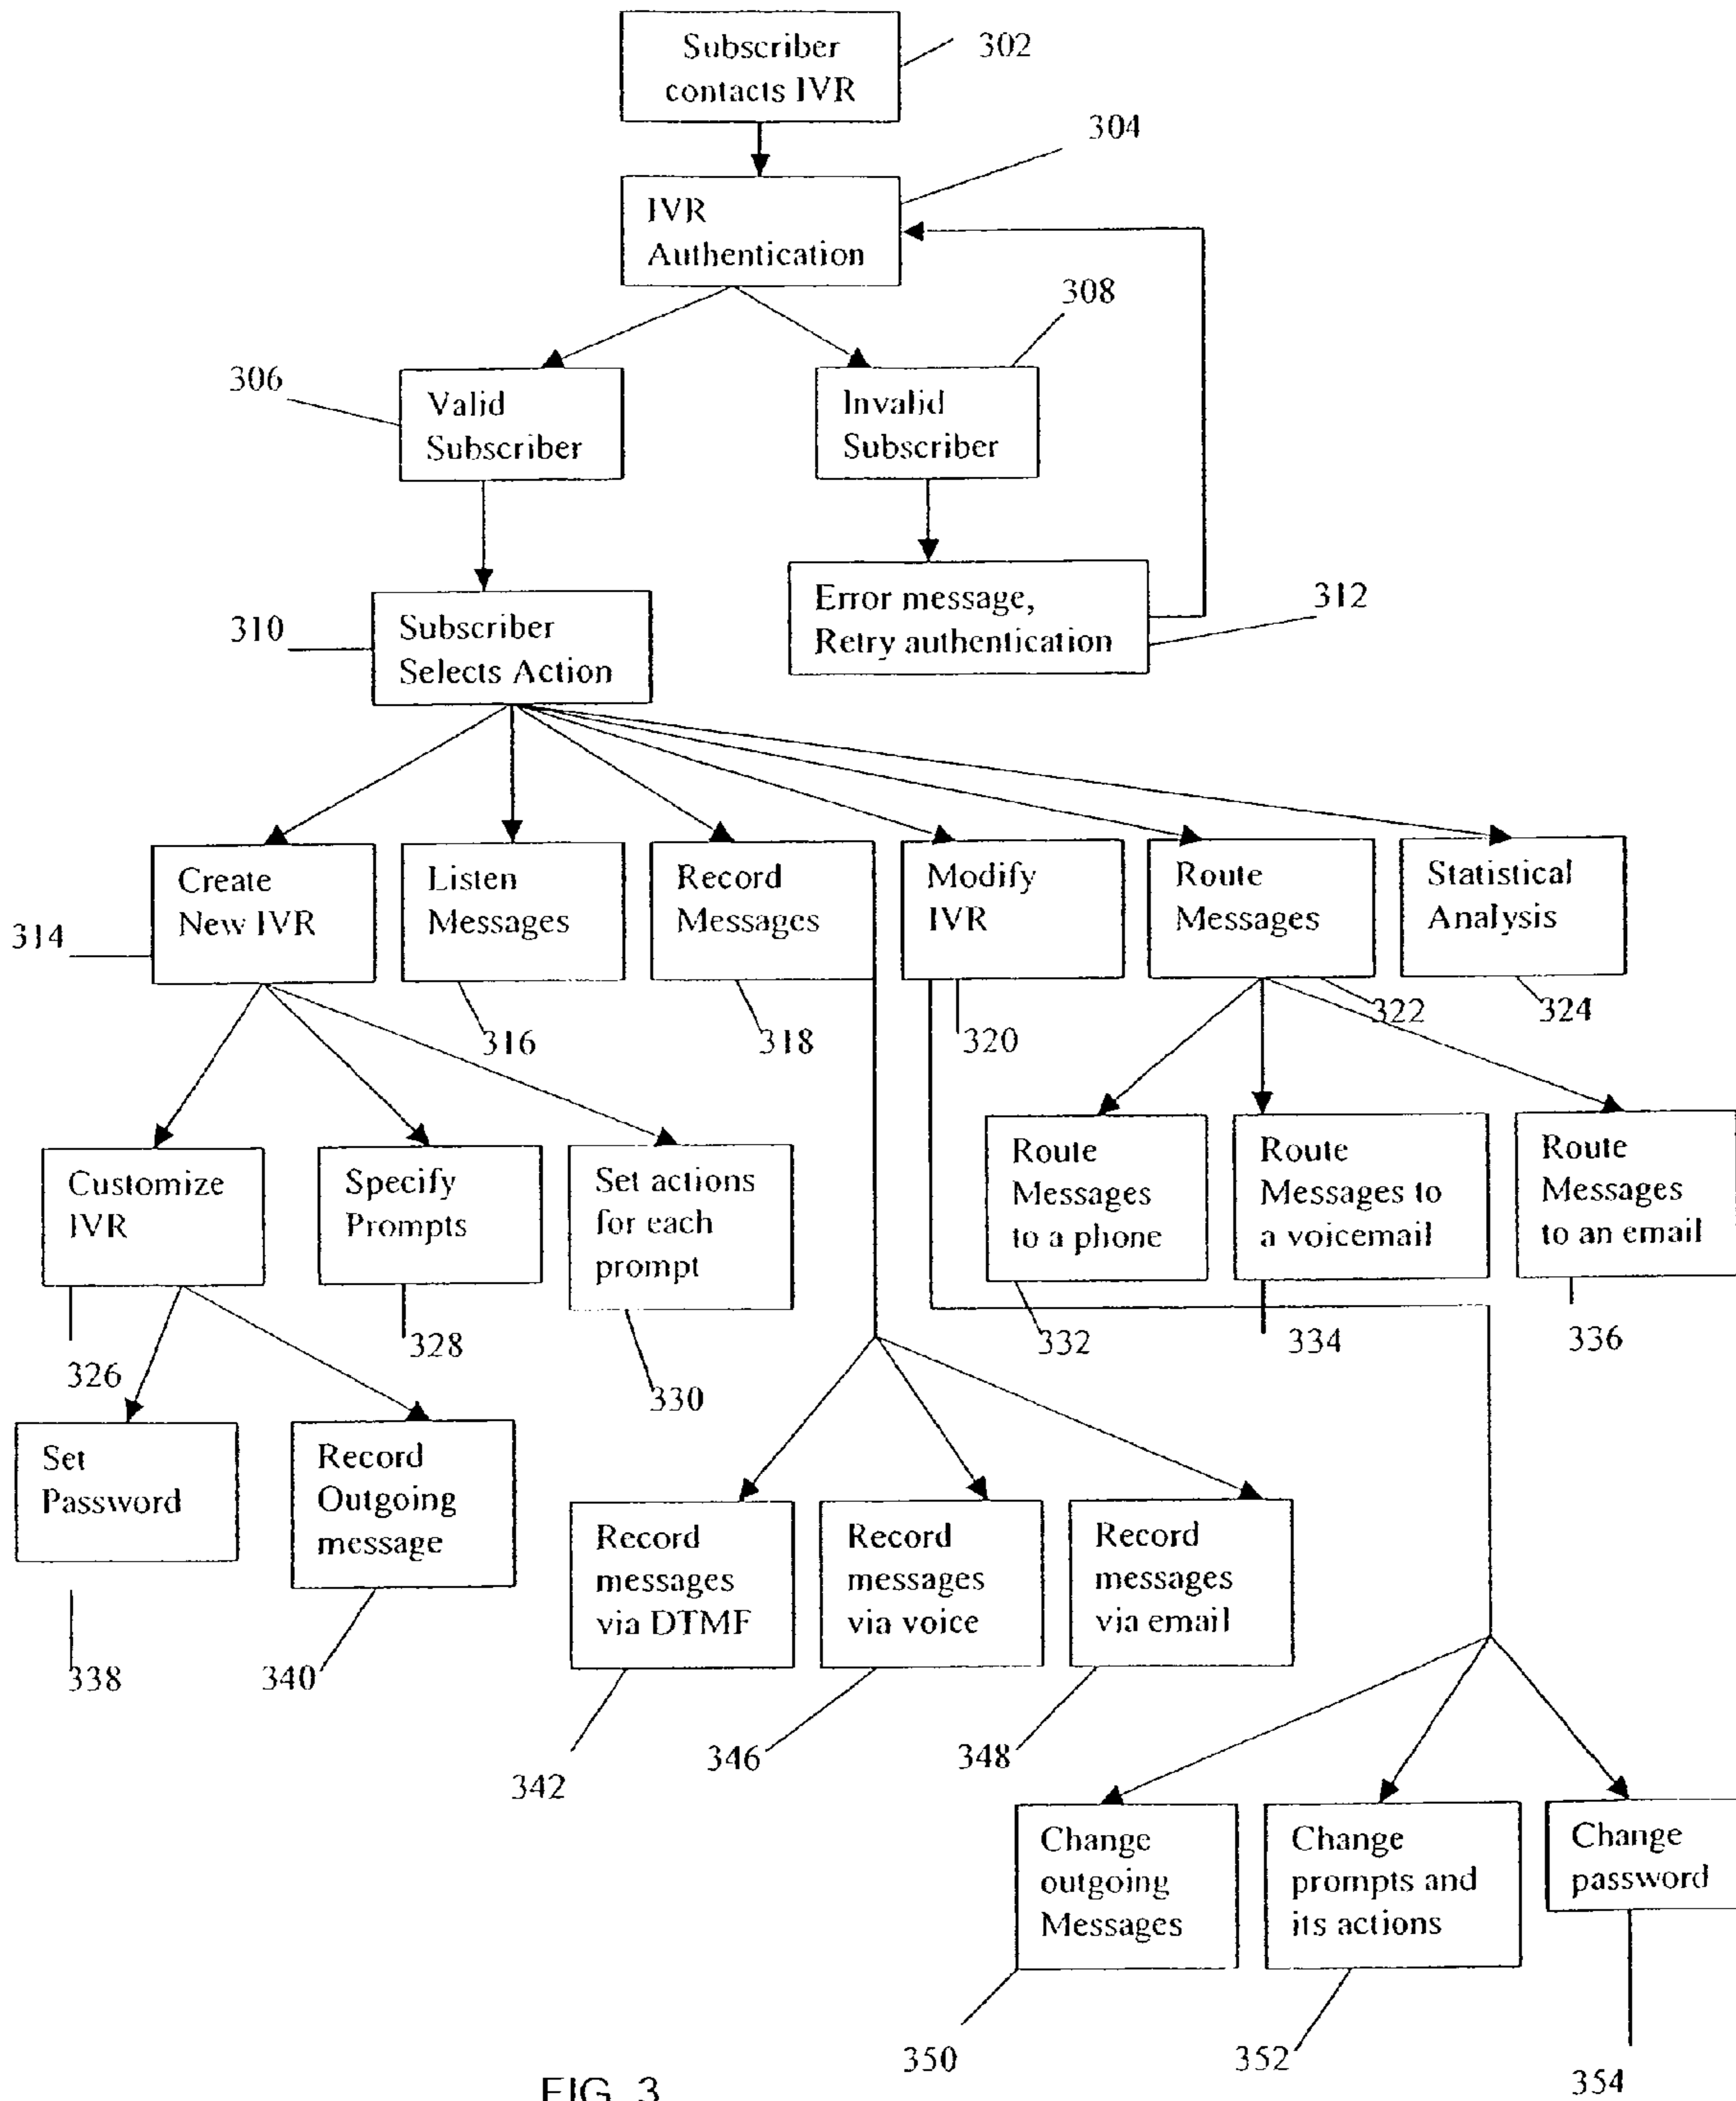 Subscriber
contacts IVR
302
304
IVR
Authentication
308
306
Valid
Subscriber
Invalid
Subscriber
310
Subscriber
Selects Action
Error message,
Retry authentication
312
314
Create
New IVR
Listen
Messages
Record
Messages
Modify
IVR
Route
Messages
Statistical
Analysis
316
318
320
322
324
Customize
IVR
Specify
Prompts
Set actions
for each
prompt
Route
Messages
to a phone
Route
Messages to
a voicemail
Route
Messages
to an email
326
328
330
332
334
336
Set
Password
Record
Outgoing
message
Record
messages
via DTMF
Record
messages
via voice
Record
messages
via email
338
340
342
346
348
Change
outgoing
Messages
Change
prompts and
its actions
Change
password
350
352
354
FIG. 3